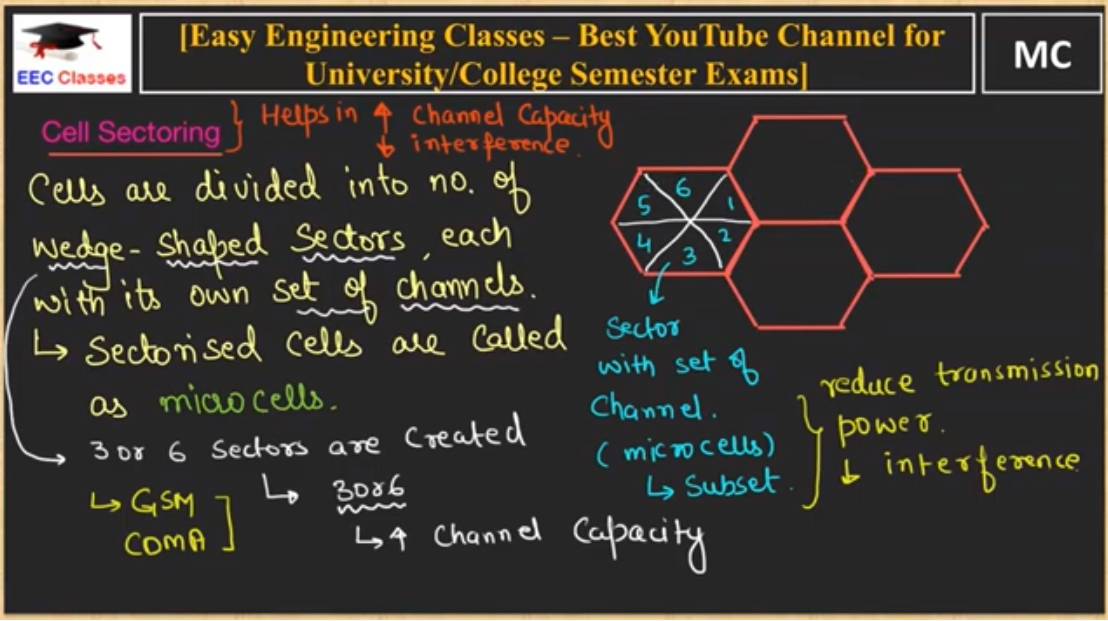 [Easy Engineering Classes – Best YouTube Channel for
University/College Semester Exams]
EEC Classes
MC
Cell Sectoring
Helps in ↑ Channel Capacity
↓ interference.
Cells are divided into no. of
wedge-shaped sectors, each
with its own set of channels.
↳ Sectorised cells are called
as microcells.
3 or 6 sectors are created
↳ 3 or 6
↳ ↑ Channel Capacity
↳ GSM
CDMA
1
2
3
4
5
6
Sector
with set of
Channel.
(microcells)
↳ Subset.
reduce transmission
power.
↓ interference